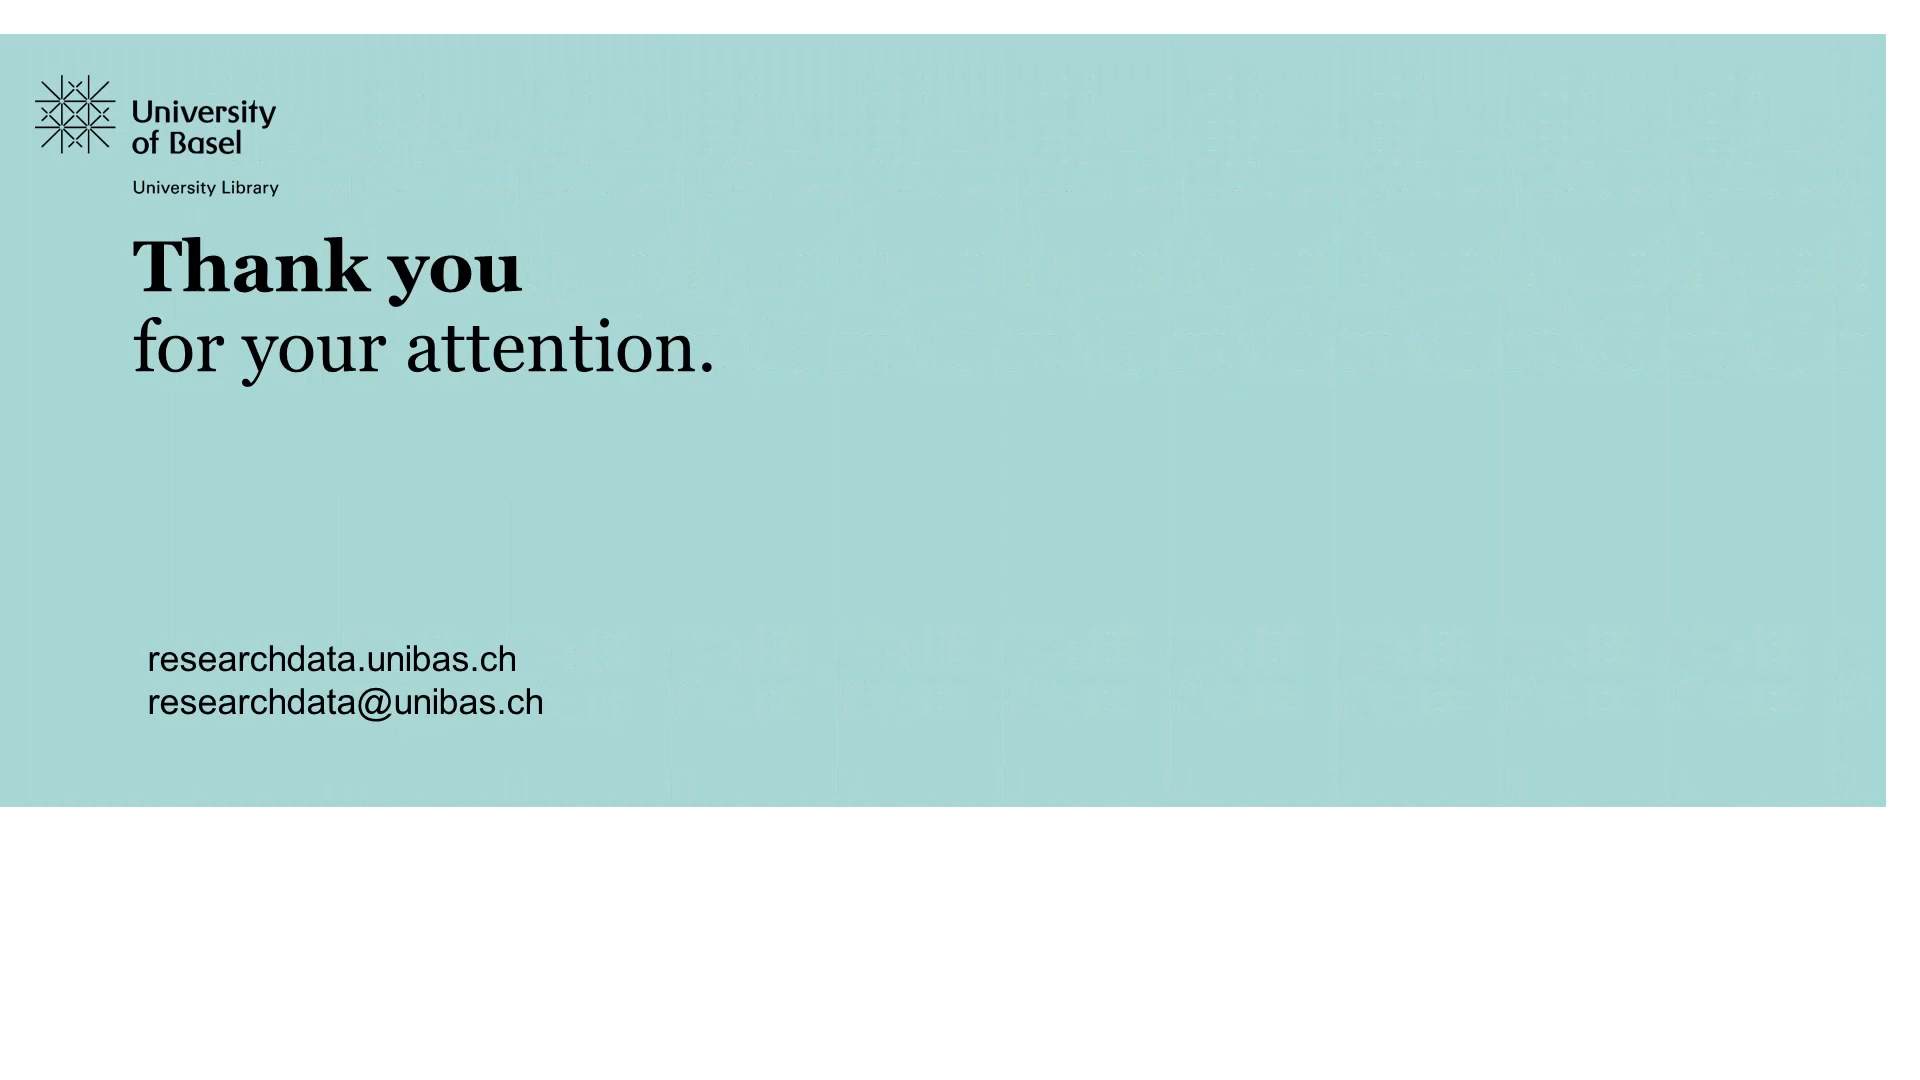 University
of Basel
University Library
Thank you
for your attention.
researchdata.unibas.ch
researchdata@unibas.ch